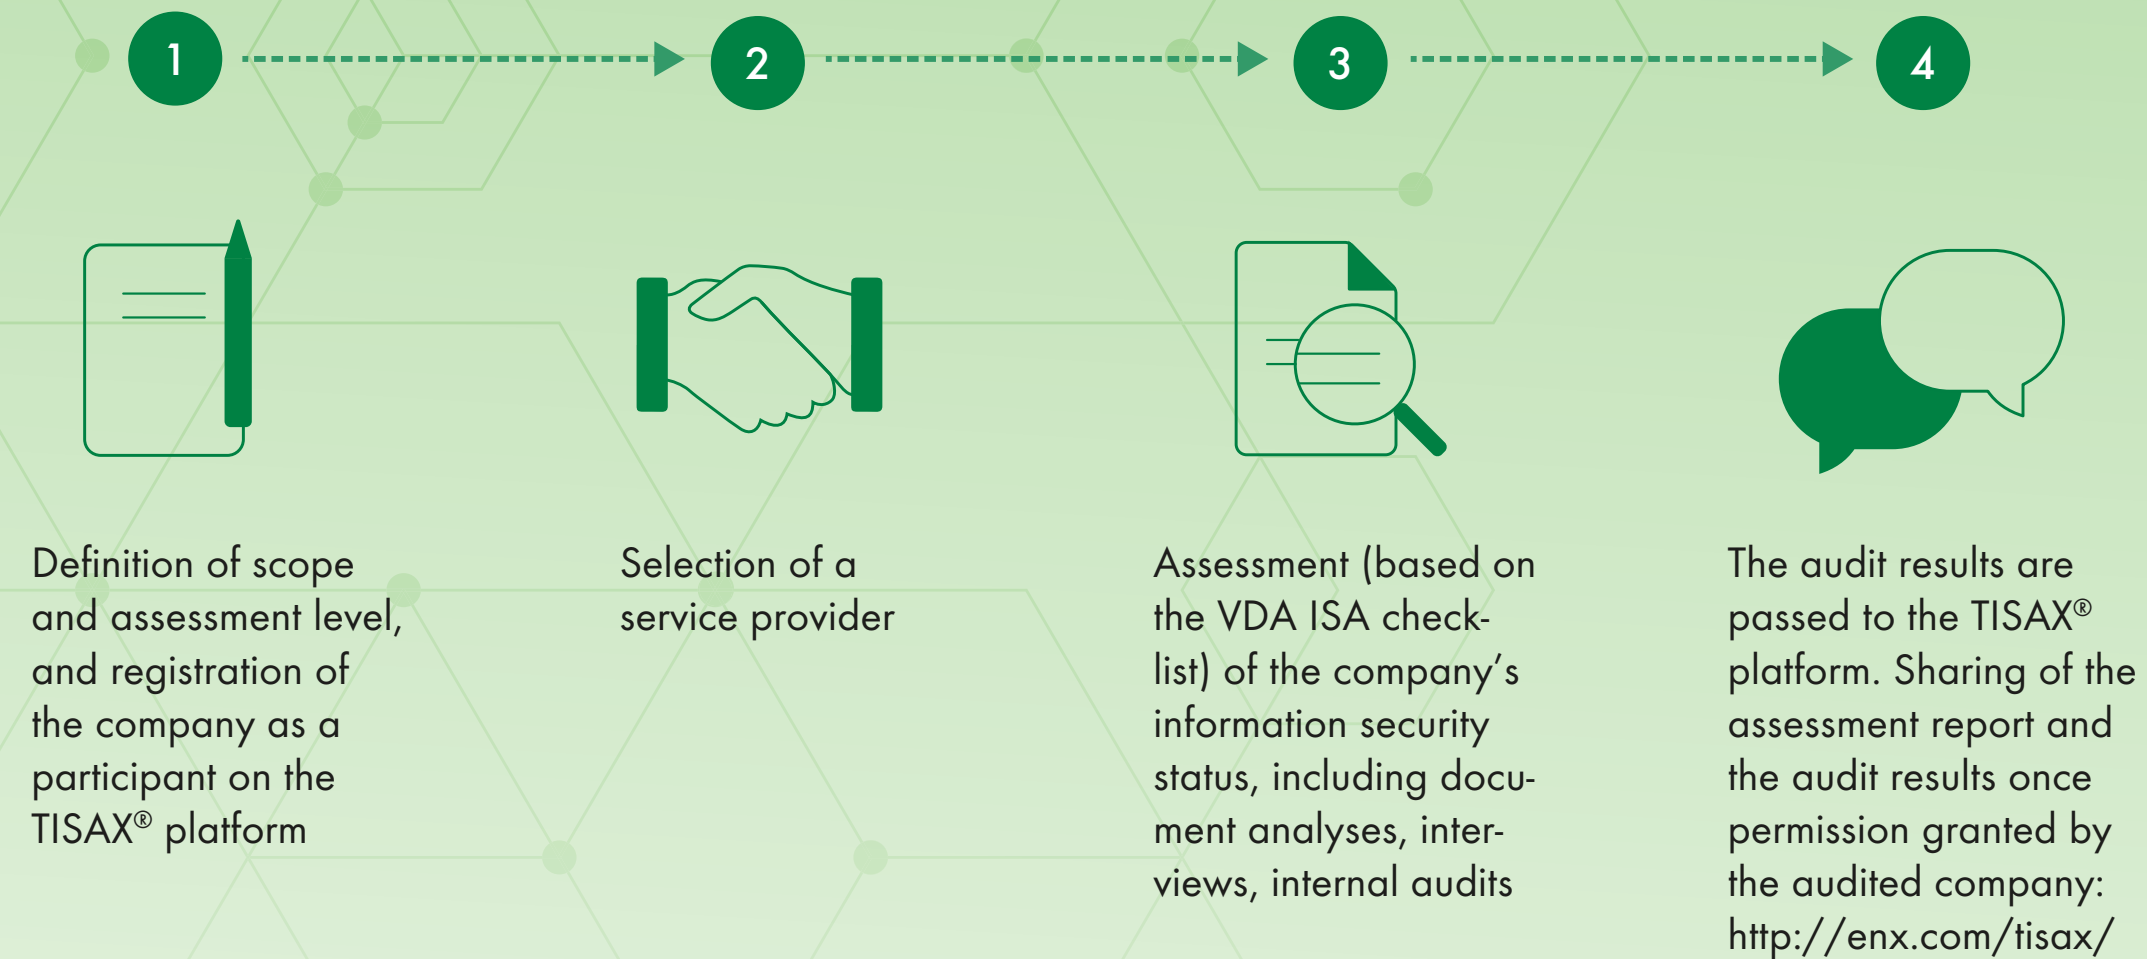 1
2
3
4
Definition of scope
and assessment level,
and registration of
the company as a
participant on the
TISAX® platform
Selection of a
service provider
Assessment (based on
the VDA ISA check-
list) of the company’s
information security
status, including docu-
ment analyses, inter-
views, internal audits
The audit results are
passed to the TISAX®
platform. Sharing of the
assessment report and
the audit results once
permission granted by
the audited company:
http://enx.com/tisax/